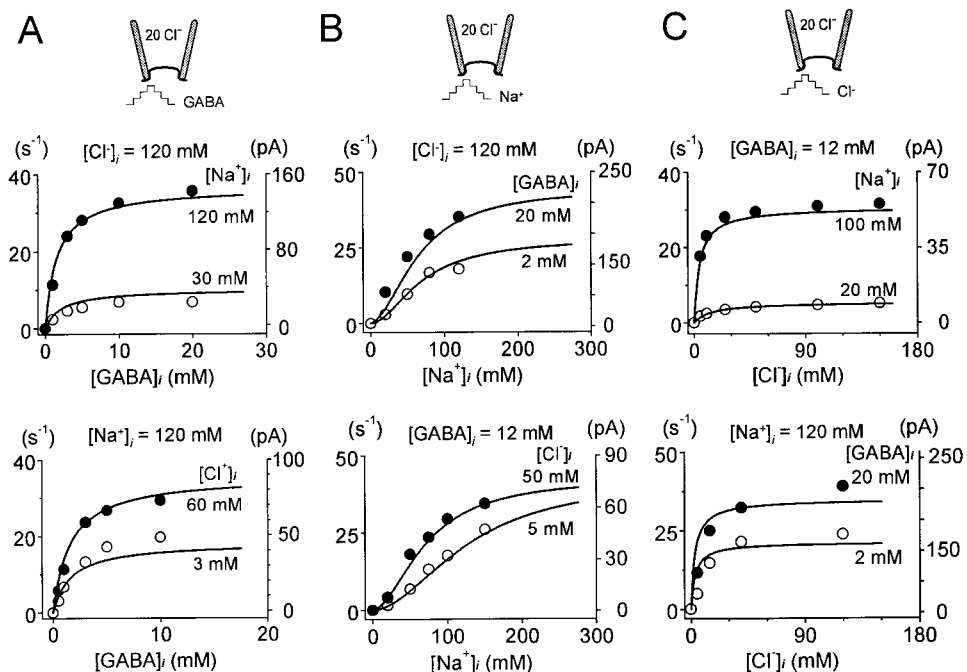 A
B
C
20 Cl⁻
20 Cl⁻
20 Cl⁻
GABA
Na⁺
Cl⁻
(s⁻¹) [Cl⁻]i = 120 mM (pA)
40
20
0
[Na⁺]i
120 mM
30 mM
160
80
0
0 10 20 30
[GABA]i (mM)
(s⁻¹) [Cl⁻]i = 120 mM (pA)
50
25
0
[GABA]i
20 mM
2 mM
250
150
0
0 100 200 300
[Na⁺]i (mM)
(s⁻¹) [GABA]i = 12 mM (pA)
40
20
0
[Na⁺]i
100 mM
20 mM
70
35
0
0 90 180
[Cl⁻]i (mM)
(s⁻¹) [Na⁺]i = 120 mM (pA)
40
20
0
[Cl⁺]i
60 mM
3 mM
100
50
0
0 10 20
[GABA]i (mM)
(s⁻¹) [GABA]i = 12 mM (pA)
50
25
0
[Cl⁻]i
50 mM
5 mM
90
60
30
0
0 100 200 300
[Na⁺]i (mM)
(s⁻¹) [Na⁺]i = 120 mM (pA)
50
25
0
[GABA]i
20 mM
2 mM
250
150
0
0 90 180
[Cl⁻]i (mM)